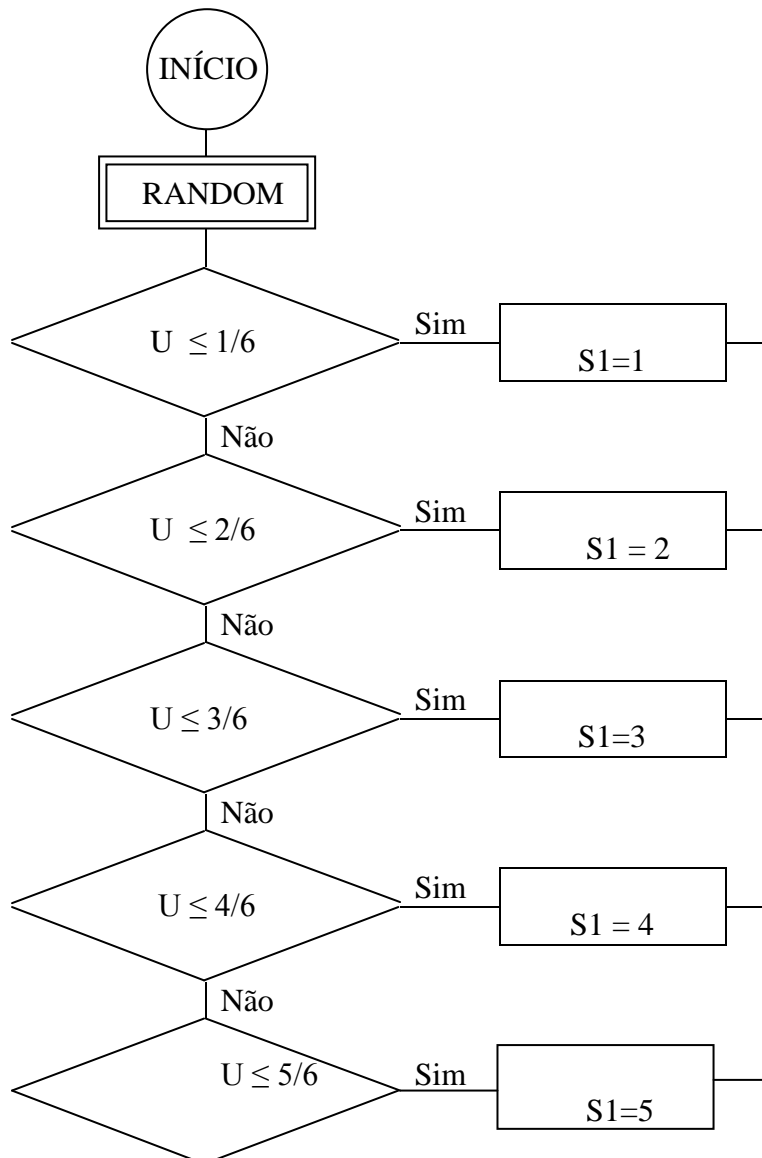 INÍCIO
RANDOM
U ≤ 1/6
Sim
S1=1
Não
U ≤ 2/6
Sim
S1 = 2
Não
U ≤ 3/6
Sim
S1=3
Não
U ≤ 4/6
Sim
S1 = 4
Não
U ≤ 5/6
Sim
S1=5